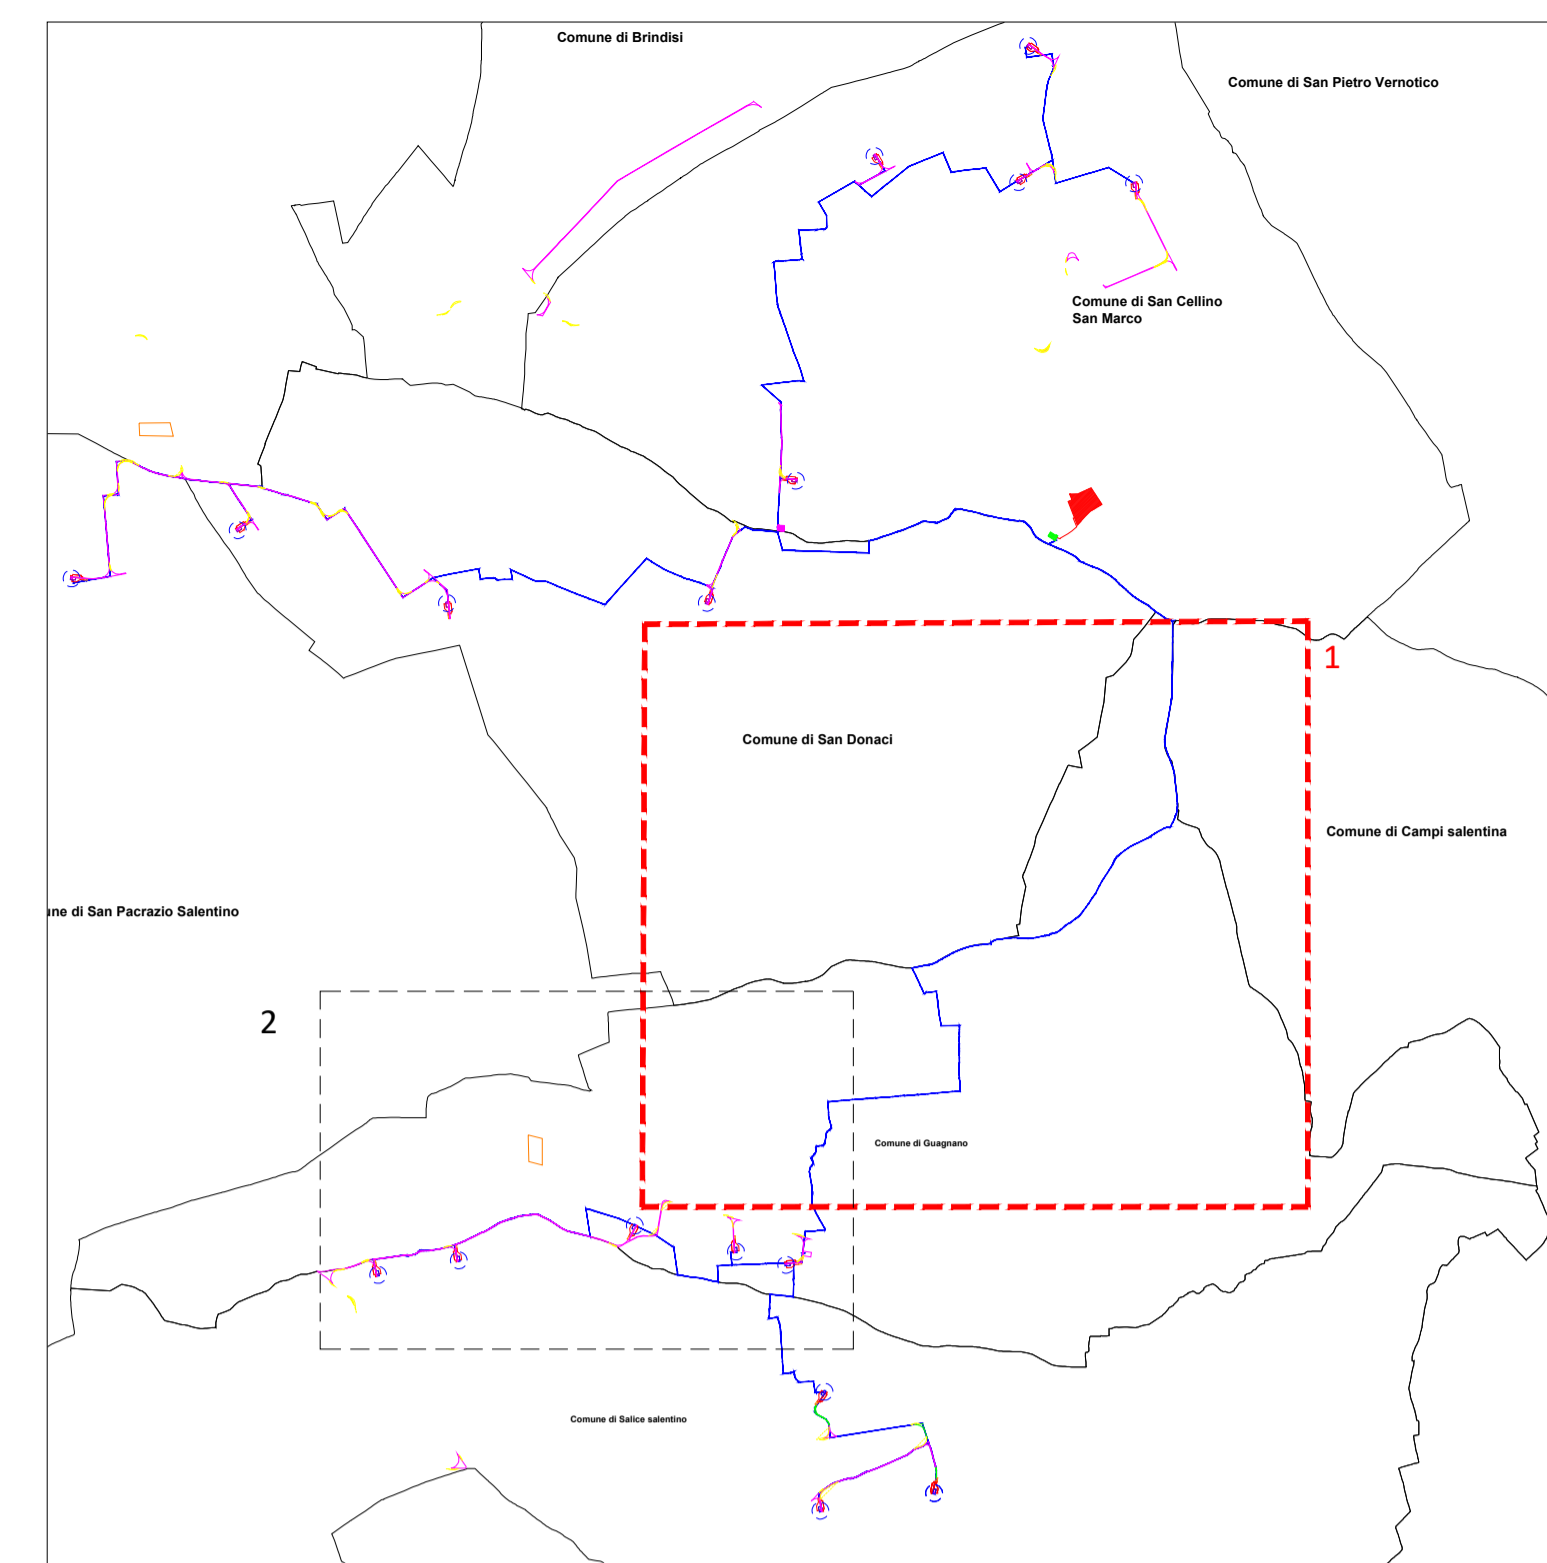 Comune di Brindisi
Comune di San Pietro Vernotico
Comune di San Cellino
San Marco
1
Comune di San Donaci
Comune di Campi salentina
une di San Pacrazio Salentino
2
Comune di Guagnano
Comune di Salice salentino